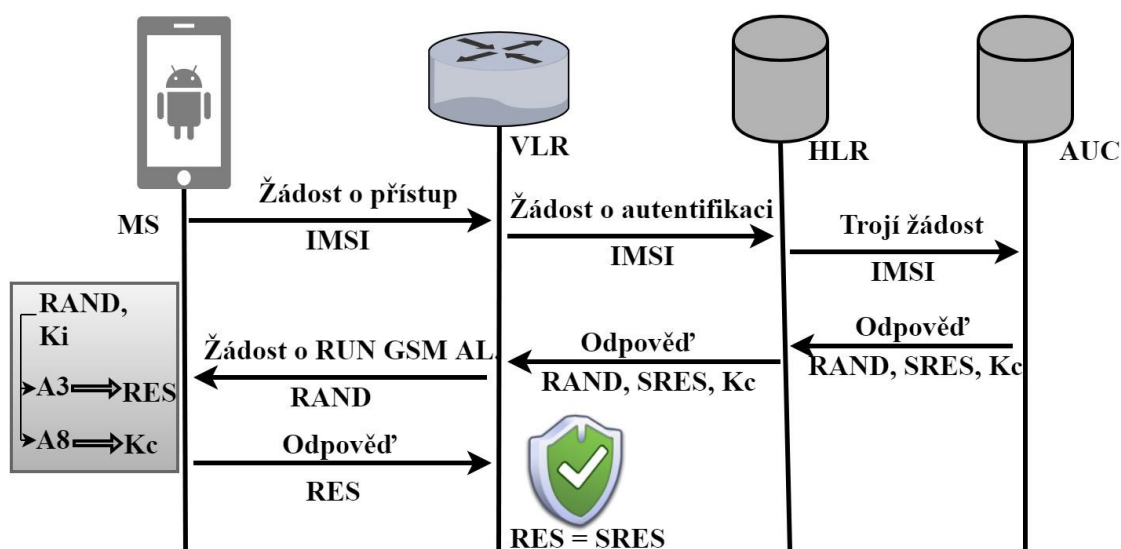 VLR
HLR
AUC
MS
Žádost o přístup
IMSI
Žádost o autentifikaci
IMSI
Trojí žádost
IMSI
Odpověď
RAND, SRES, Kc
Odpověď
RAND, SRES, Kc
Žádost o RUN GSM AL.
RAND
RAND,
Ki
A3 RES
A8 Kc
Odpověď
RES
RES = SRES